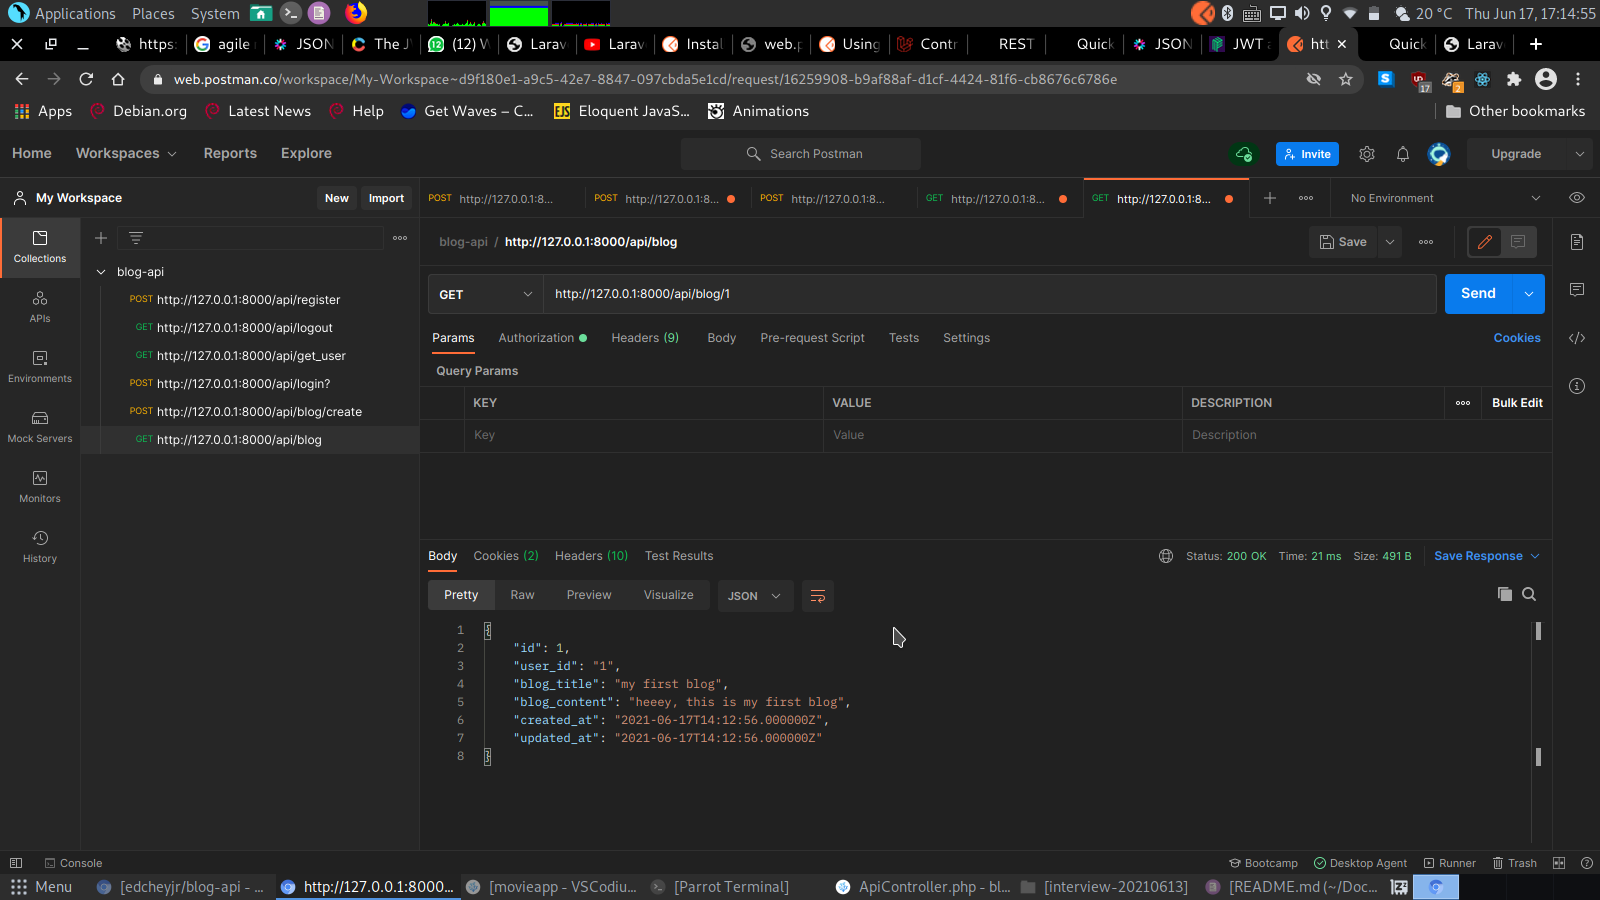 Applications Places System 20 °C Thu Jun 17, 17:14:55
https: agile JSON The J (12) W Larav Larav Instal web.p Using Contr REST Quick JSON JWT a htt Quick Larav
web.postman.co/workspace/My-Workspace~d9f180e1-a9c5-42e7-8847-097cbda5e1cd/request/16259908-b9af88af-d1cf-4424-81f6-cb8676c6786e 17 2
Apps Debian.org Latest News Help Get Waves – C... EJS Eloquent JavaS... Animations Other bookmarks
Home Workspaces Reports Explore Search Postman Invite Upgrade
My Workspace New Import POST http://127.0.0.1:8... POST http://127.0.0.1:8... POST http://127.0.0.1:8... GET http://127.0.0.1:8... GET http://127.0.0.1:8... No Environment
Collections
APIs
Environments
Mock Servers
Monitors
History
blog-api
POST http://127.0.0.1:8000/api/register
GET http://127.0.0.1:8000/api/logout
GET http://127.0.0.1:8000/api/get_user
POST http://127.0.0.1:8000/api/login?
POST http://127.0.0.1:8000/api/blog/create
GET http://127.0.0.1:8000/api/blog
blog-api / http://127.0.0.1:8000/api/blog Save
GET http://127.0.0.1:8000/api/blog/1 Send
Params Authorization Headers (9) Body Pre-request Script Tests Settings Cookies
Query Params
KEY VALUE DESCRIPTION Bulk Edit
Key Value Description
Body Cookies (2) Headers (10) Test Results Status: 200 OK Time: 21 ms Size: 491 B Save Response
Pretty Raw Preview Visualize JSON
1 {
2 "id": 1,
3 "user_id": "1",
4 "blog_title": "my first blog",
5 "blog_content": "heeey, this is my first blog",
6 "created_at": "2021-06-17T14:12:56.000000Z",
7 "updated_at": "2021-06-17T14:12:56.000000Z"
8 }
Console Bootcamp Desktop Agent Runner Trash
Menu [edcheyjr/blog-api - ... http://127.0.0.1:8000... [movieapp - VSCodiu... [Parrot Terminal] ApiController.php - bl... [interview-20210613] [README.md (~/Doc...